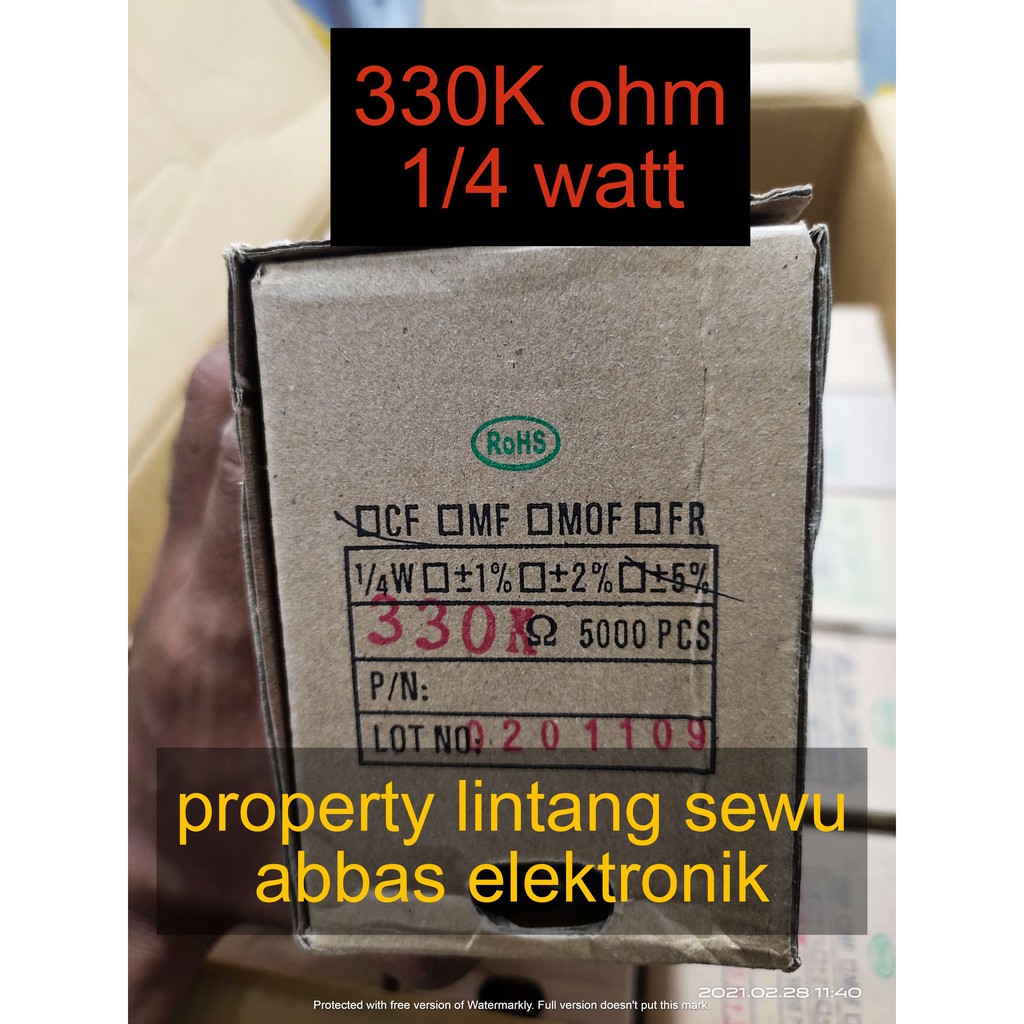 330K ohm
1/4 watt
RoHS
□CF □MF □MOF □FR
1/4W □±1% □±2% □±5%
330KΩ 5000 PCS
P/N:
LOT NO: 0201109
property lintang sewu
abbas elektronik
2021.02.28 11:40
Protected with free version of Watermarkly. Full version doesn't put this mark.